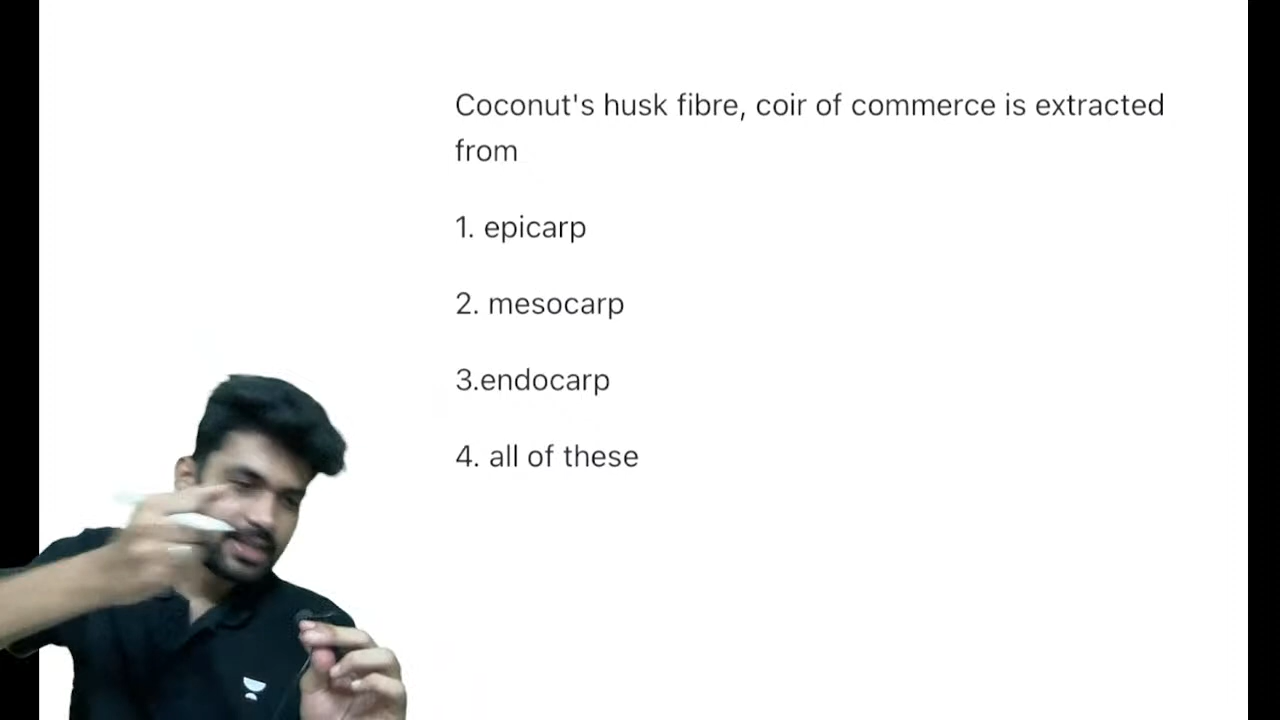 Coconut's husk fibre, coir of commerce is extracted
from
1. epicarp
2. mesocarp
3.endocarp
4. all of these